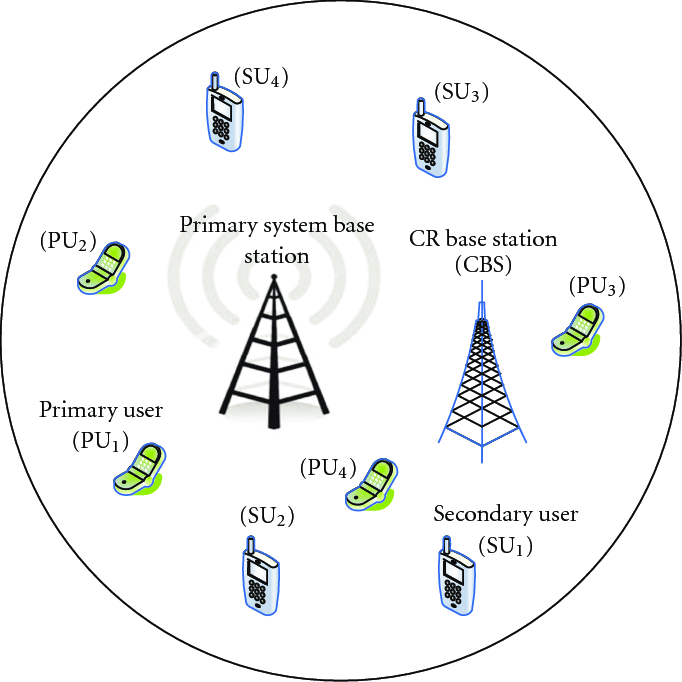 (SU₄)
(SU₃)
Primary system base
station
(PU₂)
CR base station
(CBS)
(PU₃)
Primary user
(PU₁)
(PU₄)
(SU₂)
Secondary user
(SU₁)